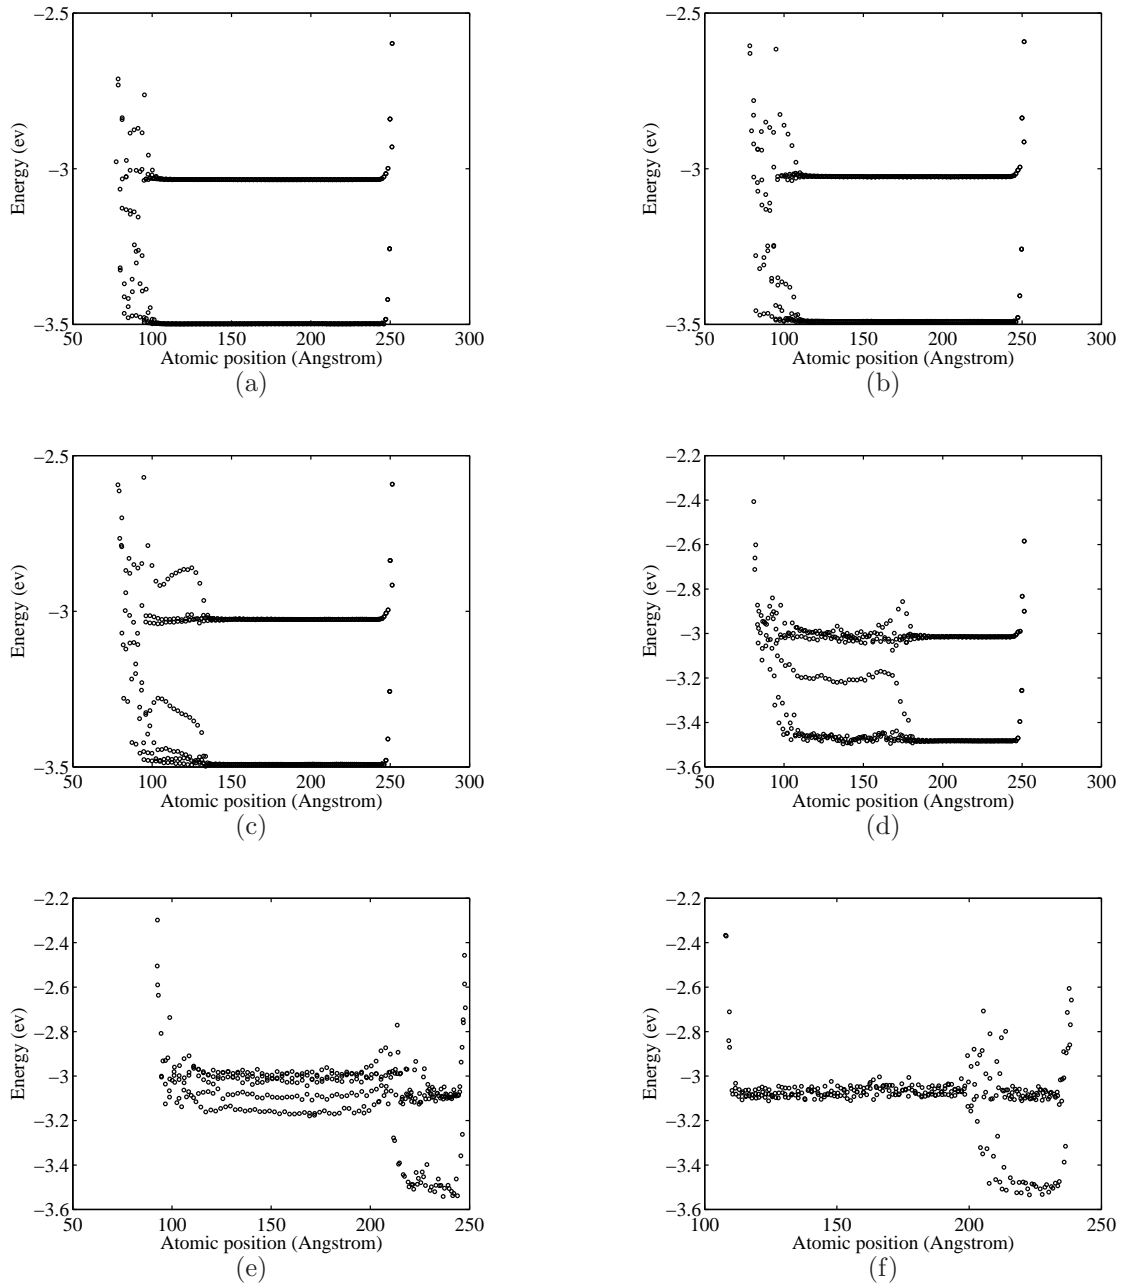 −2.5
−3
−3.5
Energy (ev)
50 100 150 200 250 300
Atomic position (Angstrom)
(a)
−2.5
−3
−3.5
Energy (ev)
50 100 150 200 250 300
Atomic position (Angstrom)
(b)
−2.5
−3
−3.5
Energy (ev)
50 100 150 200 250 300
Atomic position (Angstrom)
(c)
−2.2
−2.4
−2.6
−2.8
−3
−3.2
−3.4
−3.6
Energy (ev)
50 100 150 200 250 300
Atomic position (Angstrom)
(d)
−2.2
−2.4
−2.6
−2.8
−3
−3.2
−3.4
−3.6
Energy (ev)
50 100 150 200 250
Atomic position (Angstrom)
(e)
−2.2
−2.4
−2.6
−2.8
−3
−3.2
−3.4
−3.6
Energy (ev)
100 150 200 250
Atomic position (Angstrom)
(f)